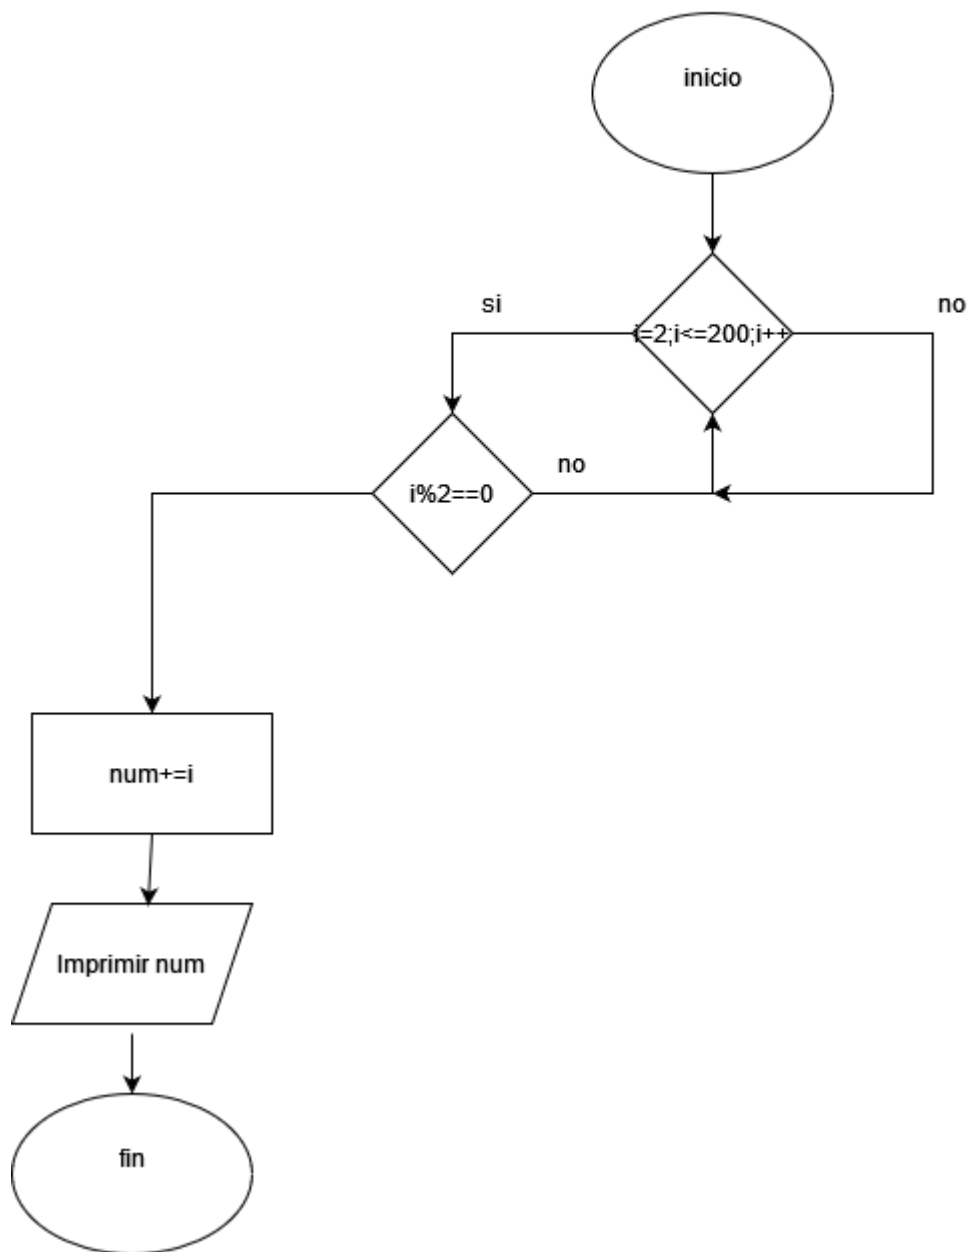 inicio
si
no
i=2;i<=200;i++
no
i%2==0
num+=i
Imprimir num
fin